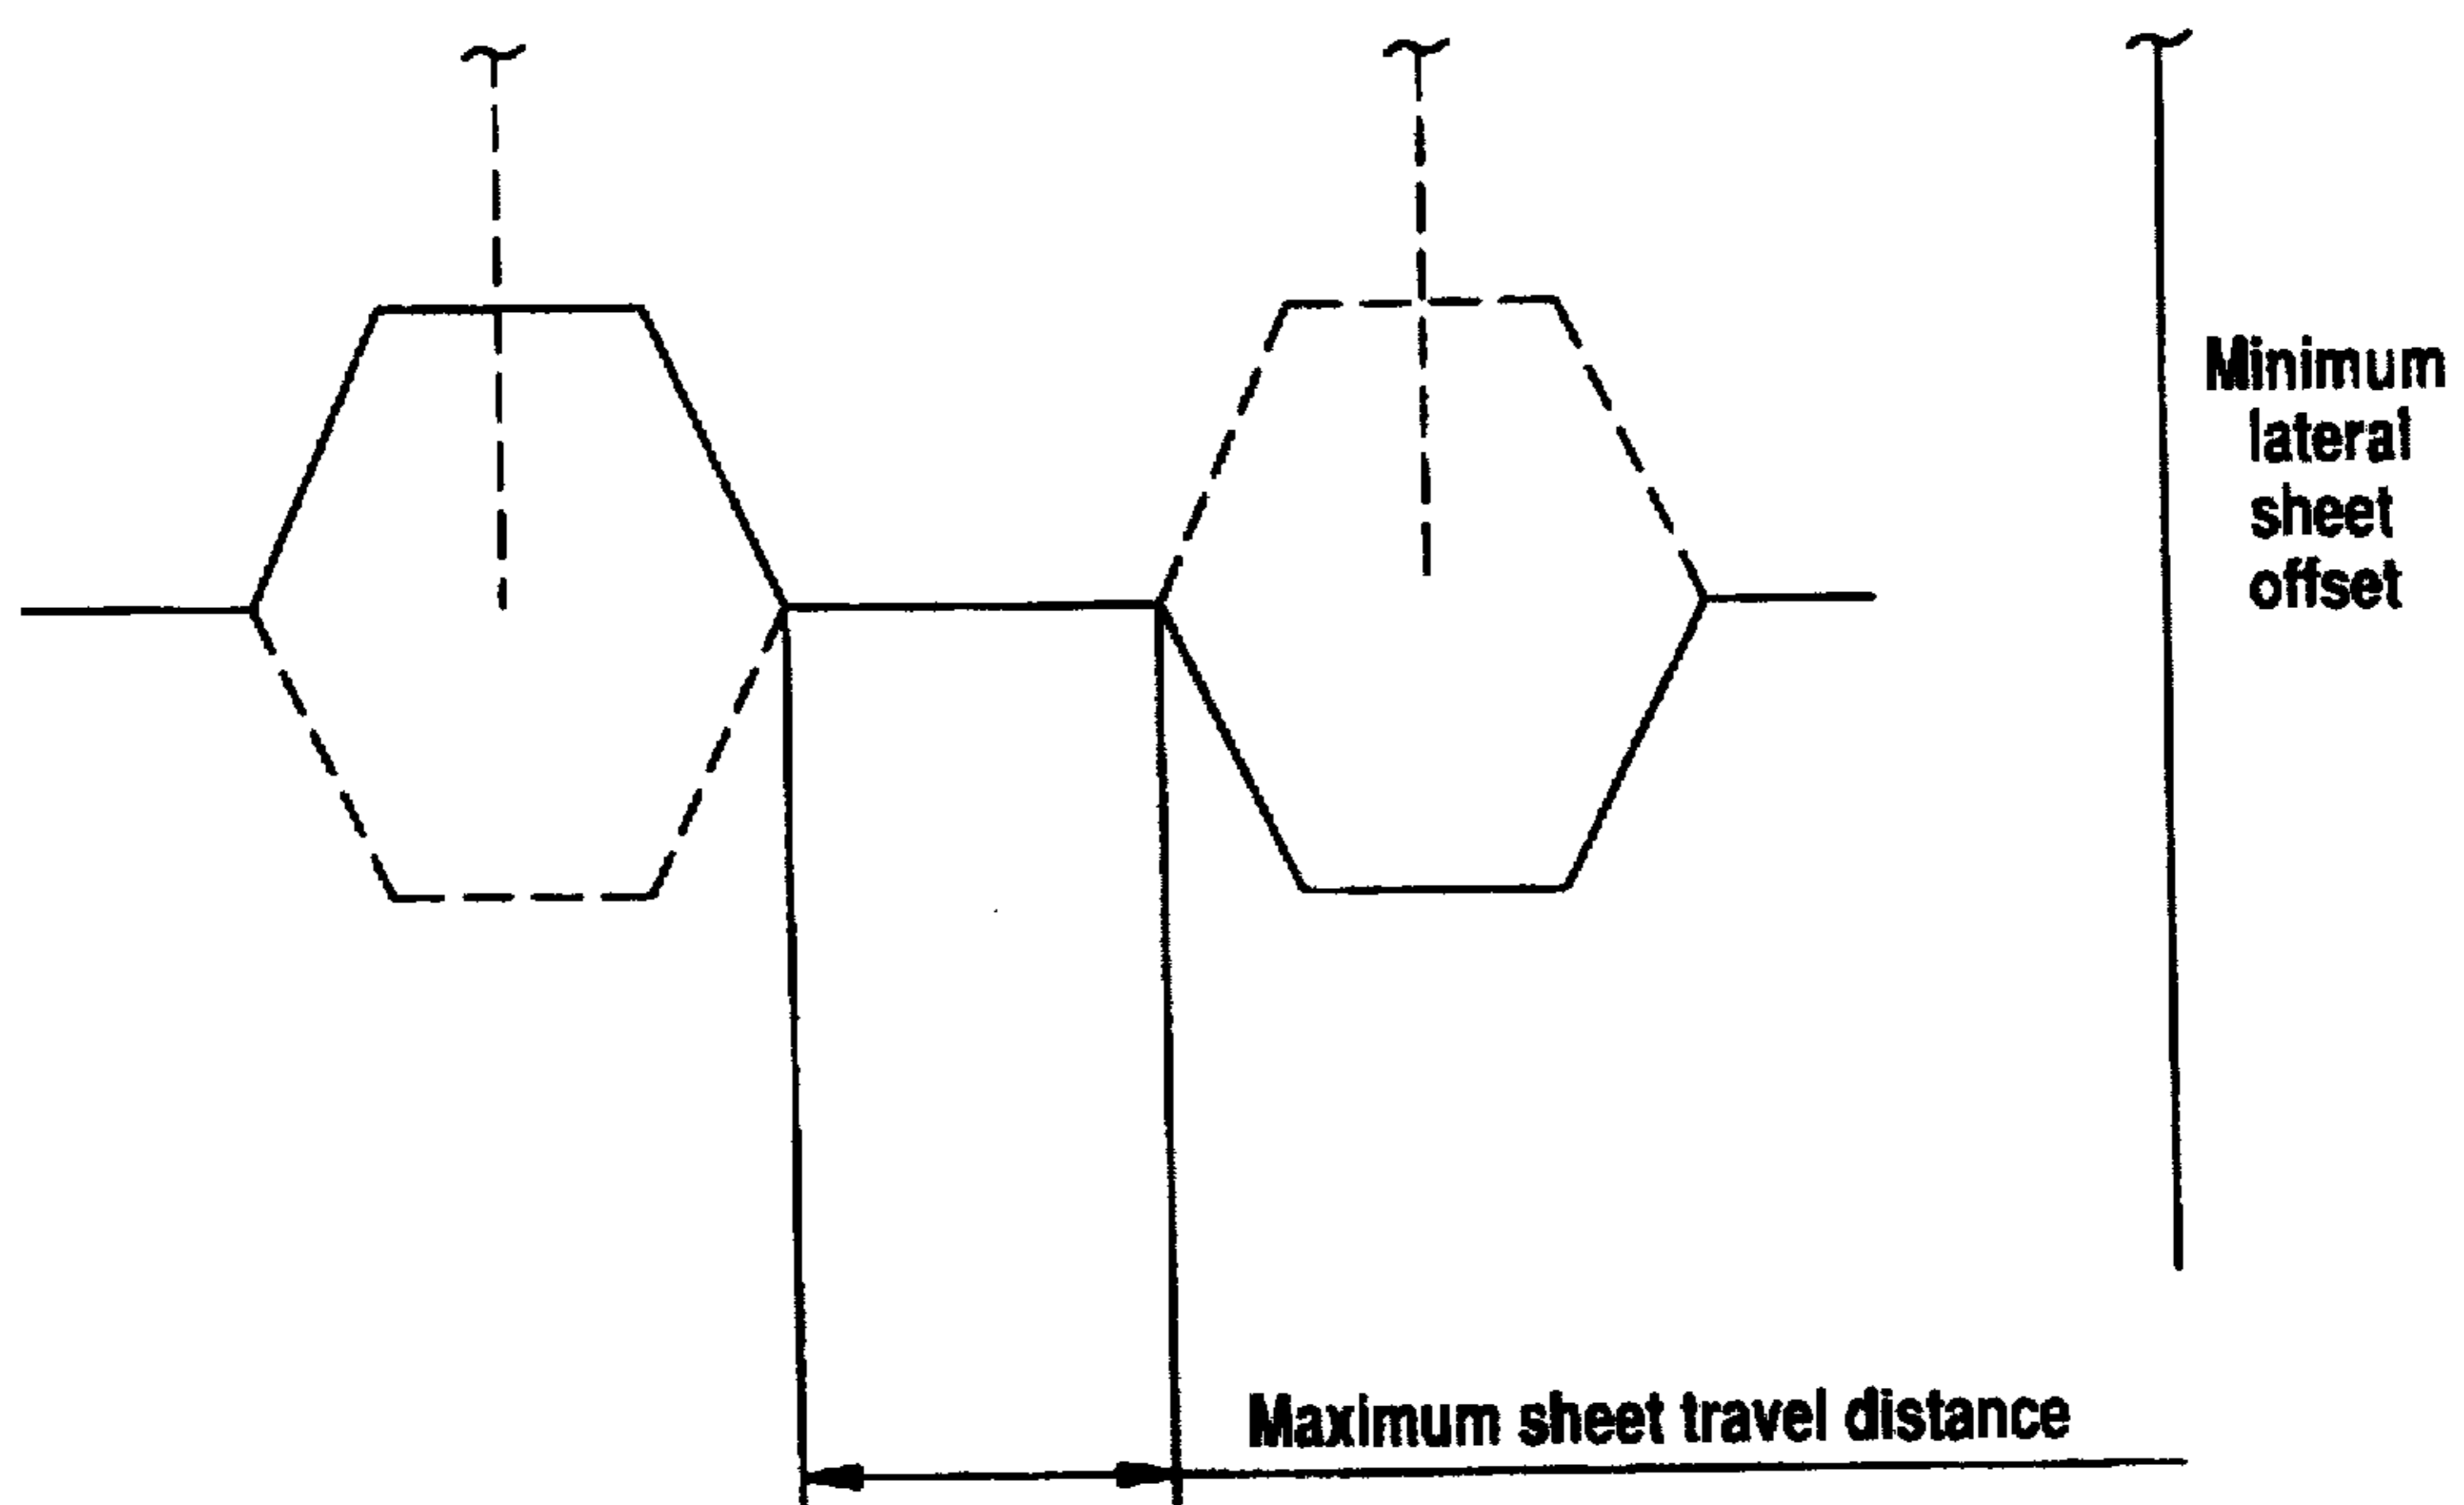 Minimum
lateral
sheet
offset
Maximum sheet travel distance